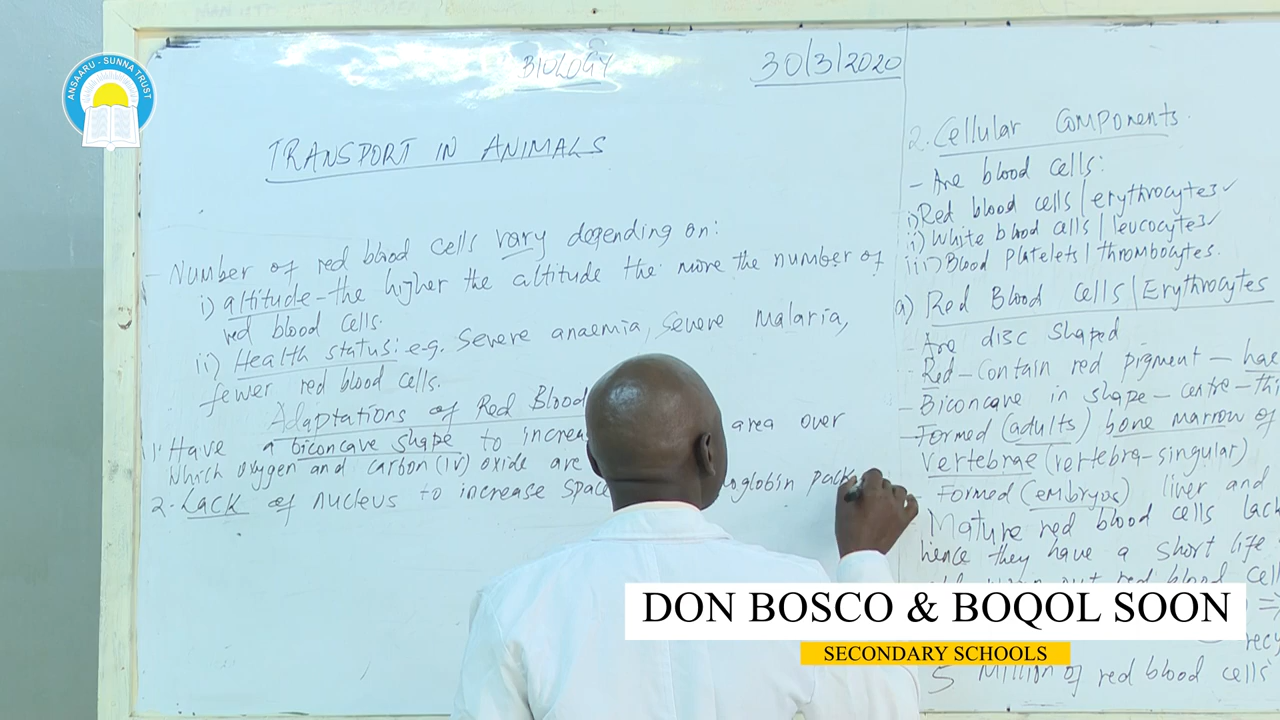 ANSAARU - SUNNA TRUST
BIOLOGY
30/3/2020
TRANSPORT IN ANIMALS
- Number of red blood cells vary depending on:
i) altitude - the higher the altitude the more the number of
red blood cells.
ii) Health status: e.g. Severe anaemia, severe malaria,
fewer red blood cells.
Adaptations of Red Blood
1. Have a biconcave shape to area over
which oxygen and carbon (IV) oxide are
2. Lack of nucleus to increase
2. Cellular Components.
- Are blood cells:
i) Red blood cells / erythrocytes ✓
ii) White blood cells / leucocytes ✓
iii) Blood platelets / thrombocytes.
a) Red Blood cells / Erythrocytes
- Are disc shaped
- Red - contain red pigment -
- Biconcave in shape - centre -
- Formed (adults) bone marrow of
vertebrae (vertebra - singular)
- Formed (embryos) liver and
- Mature red blood cells
hence they have a short life
red blood
5 Million of red blood cells
DON BOSCO & BOQOL SOON
SECONDARY SCHOOLS